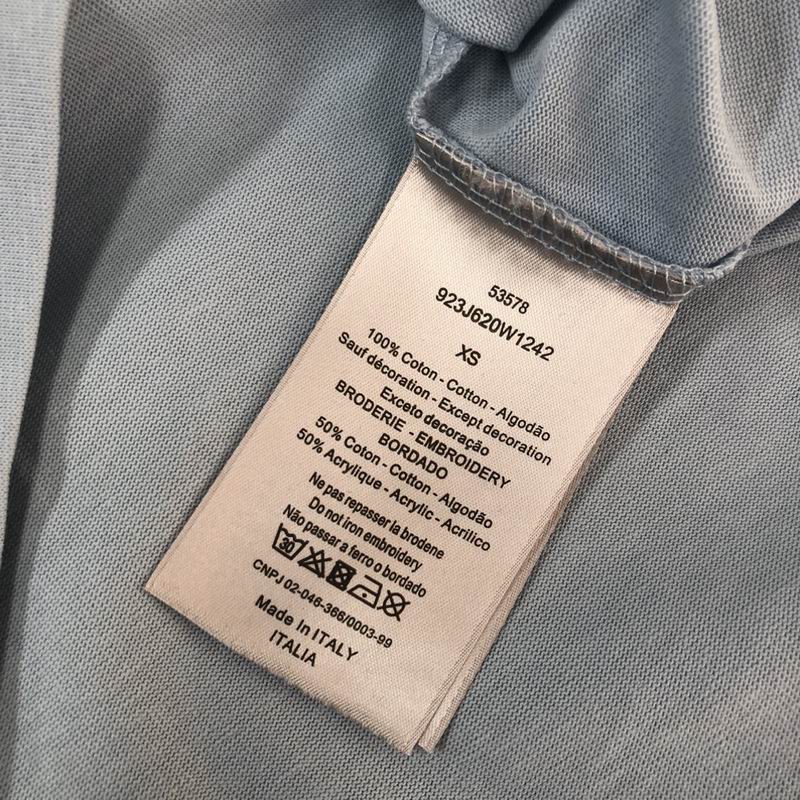 53578
923J620W1242
XS
100% Coton - Cotton - Algodão
Sauf décoration - Except decoration
Exceto decoração
BRODERIE - EMBROIDERY
BORDADO
50% Coton - Cotton - Algodão
50% Acrylique - Acrylic - Acrilico
Ne pas repasser la brodene
Do not iron embroidery
Não passar a ferro o bordado
30
CNPJ 02-046-366/0003-99
Made In ITALY
ITALIA